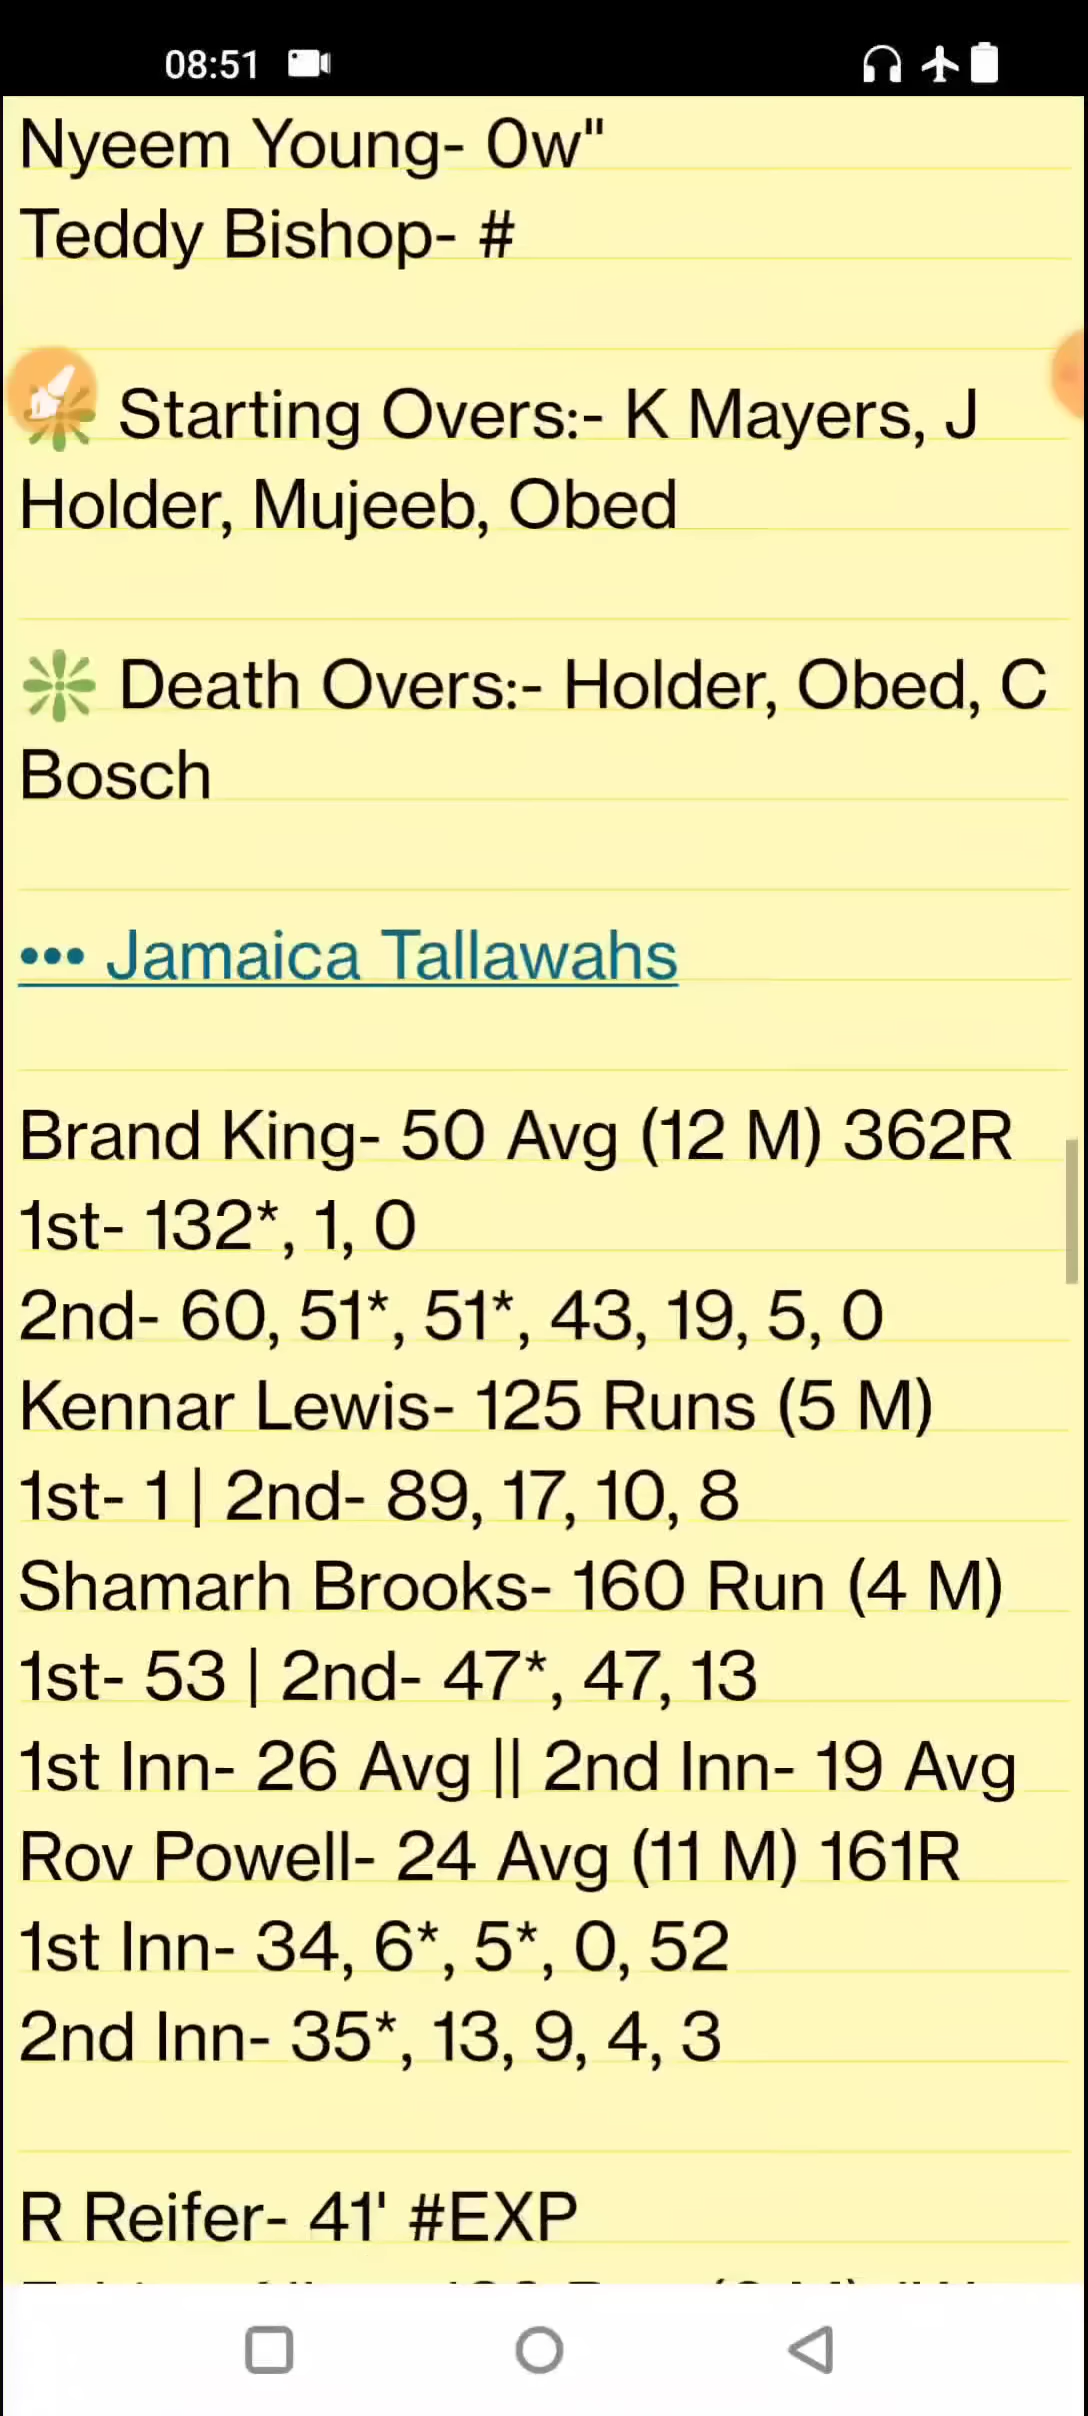 08:51
Nyeem Young- 0w"
Teddy Bishop- #
Starting Overs:- K Mayers, J
Holder, Mujeeb, Obed
Death Overs:- Holder, Obed, C
Bosch
••• Jamaica Tallawahs
Brand King- 50 Avg (12 M) 362R
1st- 132*, 1, 0
2nd- 60, 51*, 51*, 43, 19, 5, 0
Kennar Lewis- 125 Runs (5 M)
1st- 1 | 2nd- 89, 17, 10, 8
Shamarh Brooks- 160 Run (4 M)
1st- 53 | 2nd- 47*, 47, 13
1st Inn- 26 Avg || 2nd Inn- 19 Avg
Rov Powell- 24 Avg (11 M) 161R
1st Inn- 34, 6*, 5*, 0, 52
2nd Inn- 35*, 13, 9, 4, 3
R Reifer- 41' #EXP